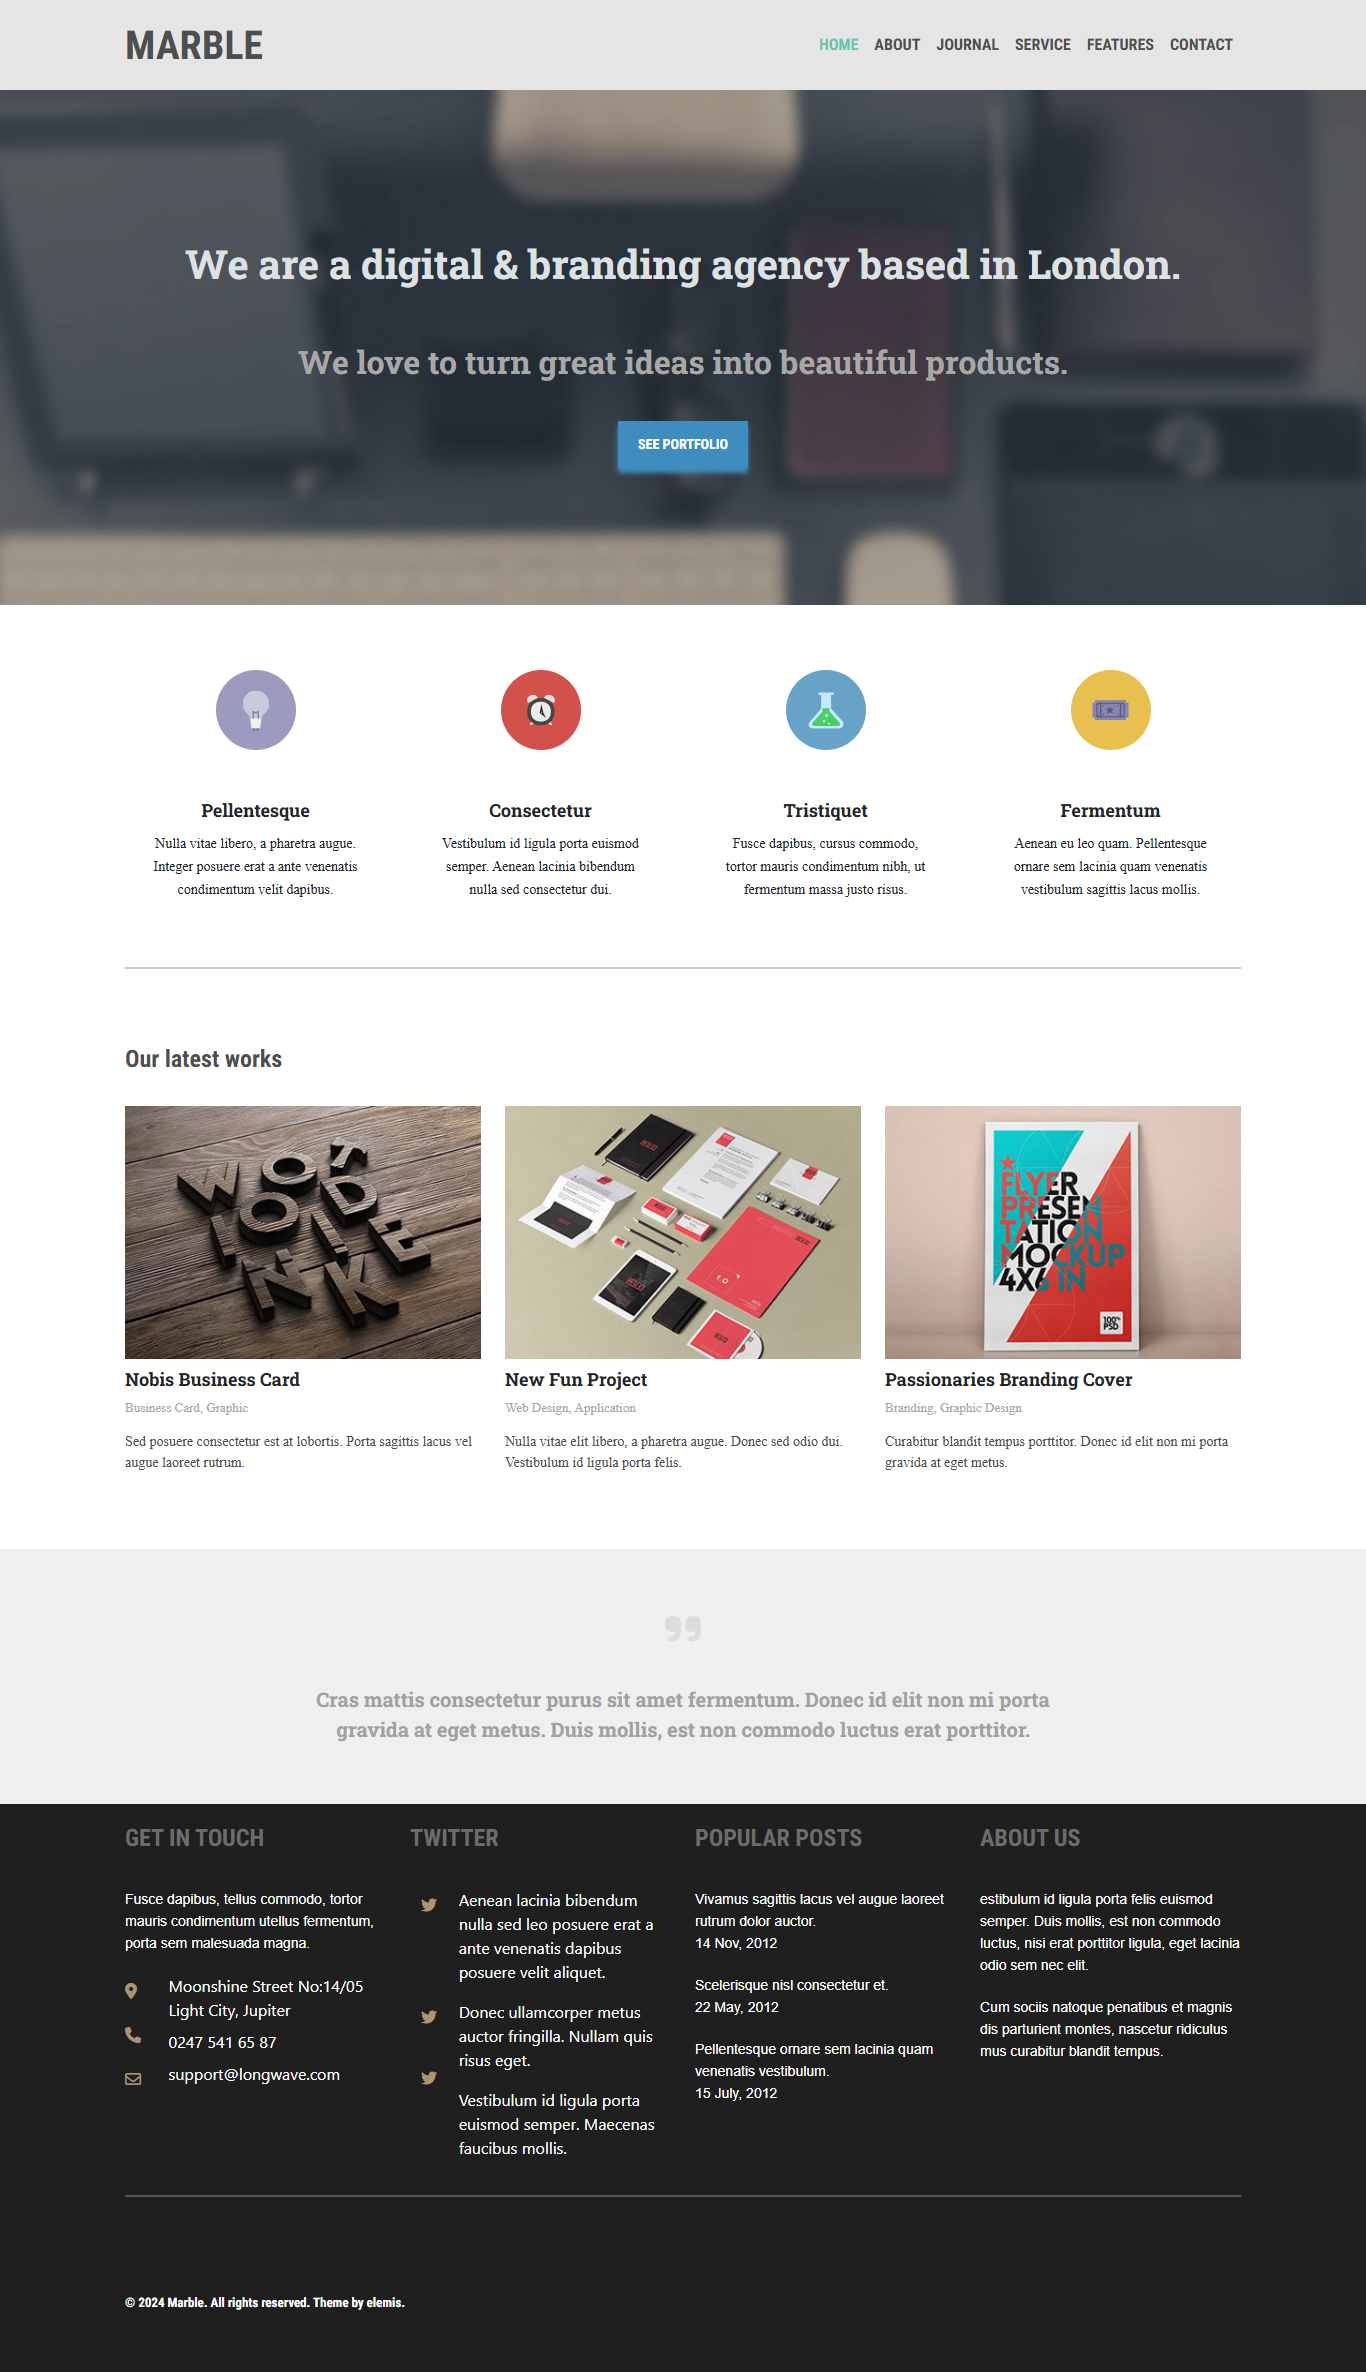 MARBLE
HOME ABOUT JOURNAL SERVICE FEATURES CONTACT
We are a digital & branding agency based in London.
We love to turn great ideas into beautiful products.
SEE PORTFOLIO
Pellentesque
Nulla vitae libero, a pharetra augue.
Integer posuere erat a ante venenatis
condimentum velit dapibus.
Consectetur
Vestibulum id ligula porta euismod
semper. Aenean lacinia bibendum
nulla sed consectetur dui.
Tristiquet
Fusce dapibus, cursus commodo,
tortor mauris condimentum nibh, ut
fermentum massa justo risus.
Fermentum
Aenean eu leo quam. Pellentesque
ornare sem lacinia quam venenatis
vestibulum sagittis lacus mollis.
Our latest works
FLYER
PRESEN
TATION
MOCKUP
4X6 IN
100%
PSD
Nobis Business Card
Business Card, Graphic
Sed posuere consectetur est at lobortis. Porta sagittis lacus vel
augue laoreet rutrum.
New Fun Project
Web Design, Application
Nulla vitae elit libero, a pharetra augue. Donec sed odio dui.
Vestibulum id ligula porta felis.
Passionaries Branding Cover
Branding, Graphic Design
Curabitur blandit tempus porttitor. Donec id elit non mi porta
gravida at eget metus.
Cras mattis consectetur purus sit amet fermentum. Donec id elit non mi porta
gravida at eget metus. Duis mollis, est non commodo luctus erat porttitor.
GET IN TOUCH
Fusce dapibus, tellus commodo, tortor
mauris condimentum utellus fermentum,
porta sem malesuada magna.
Moonshine Street No:14/05
Light City, Jupiter
0247 541 65 87
support@longwave.com
TWITTER
Aenean lacinia bibendum
nulla sed leo posuere erat a
ante venenatis dapibus
posuere velit aliquet.
Donec ullamcorper metus
auctor fringilla. Nullam quis
risus eget.
Vestibulum id ligula porta
euismod semper. Maecenas
faucibus mollis.
POPULAR POSTS
Vivamus sagittis lacus vel augue laoreet
rutrum dolor auctor.
14 Nov, 2012
Scelerisque nisl consectetur et.
22 May, 2012
Pellentesque ornare sem lacinia quam
venenatis vestibulum.
15 July, 2012
ABOUT US
estibulum id ligula porta felis euismod
semper. Duis mollis, est non commodo
luctus, nisi erat porttitor ligula, eget lacinia
odio sem nec elit.
Cum sociis natoque penatibus et magnis
dis parturient montes, nascetur ridiculus
mus curabitur blandit tempus.
© 2024 Marble. All rights reserved. Theme by elemis.